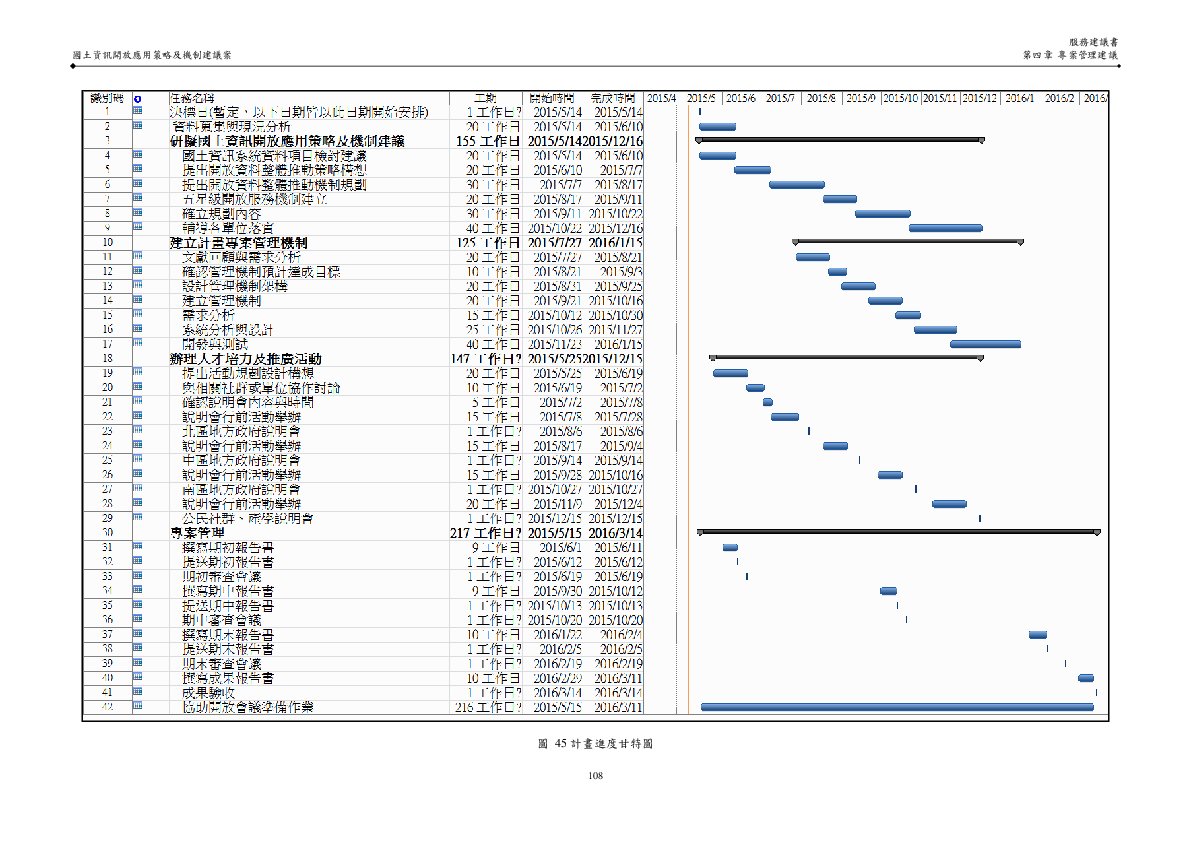 服務建議書
國土資訊開放應用策略及機制建議案 第四章 專案管理建議
識別碼 任務名稱 工期 開始時間 完成時間 2015/4 2015/5 2015/6 2015/7 2015/8 2015/9 2015/10 2015/11 2015/12 2016/1 2016/2 2016/
1 決標日(暫定、以下日期皆以此日期開始安排) 1 工作日? 2015/5/14 2015/5/14
2 資料蒐集與現況分析 20 工作日 2015/5/14 2015/6/10
3 研擬國土資訊開放應用策略及機制建議 155 工作日 2015/5/14 2015/12/16
4 國土資訊系統資料項目檢討建議 20 工作日 2015/5/14 2015/6/10
5 提出開放資料整體推動策略構想 20 工作日 2015/6/10 2015/7/7
6 提出開放資料整體推動機制規劃 30 工作日 2015/7/7 2015/8/17
7 五星級開放服務機制建立 20 工作日 2015/8/17 2015/9/11
8 確立規劃內容 30 工作日 2015/9/11 2015/10/22
9 輔導各單位落實 40 工作日 2015/10/22 2015/12/16
10 建立計畫專案管理機制 125 工作日 2015/7/27 2016/1/15
11 文獻回顧與需求分析 20 工作日 2015/7/27 2015/8/21
12 確認管理機制預計達成目標 10 工作日 2015/8/21 2015/9/3
13 設計管理機制架構 20 工作日 2015/8/31 2015/9/25
14 建立管理機制 20 工作日 2015/9/21 2015/10/16
15 需求分析 15 工作日 2015/10/12 2015/10/30
16 系統分析與設計 25 工作日 2015/10/26 2015/11/27
17 開發與測試 40 工作日 2015/11/23 2016/1/15
18 辦理人才培力及推廣活動 147 工作日? 2015/5/25 2015/12/15
19 提出活動規劃設計構想 20 工作日 2015/5/25 2015/6/19
20 與相關社群或單位協作討論 10 工作日 2015/6/19 2015/7/2
21 確認說明會內容與時間 5 工作日 2015/7/2 2015/7/8
22 說明會行前活動舉辦 15 工作日 2015/7/8 2015/7/28
23 北區地方政府說明會 1 工作日? 2015/8/6 2015/8/6
24 說明會行前活動舉辦 15 工作日 2015/8/17 2015/9/4
25 中區地方政府說明會 1 工作日? 2015/9/14 2015/9/14
26 說明會行前活動舉辦 15 工作日 2015/9/28 2015/10/16
27 南區地方政府說明會 1 工作日? 2015/10/27 2015/10/27
28 說明會行前活動舉辦 20 工作日 2015/11/9 2015/12/4
29 公民社群、產學說明會 1 工作日? 2015/12/15 2015/12/15
30 專案管理 217 工作日? 2015/5/15 2016/3/14
31 撰寫期初報告書 9 工作日 2015/6/1 2015/6/11
32 提送期初報告書 1 工作日? 2015/6/12 2015/6/12
33 期初審查會議 1 工作日? 2015/6/19 2015/6/19
34 撰寫期中報告書 9 工作日 2015/9/30 2015/10/12
35 提送期中報告書 1 工作日? 2015/10/13 2015/10/13
36 期中審查會議 1 工作日? 2015/10/20 2015/10/20
37 撰寫期末報告書 10 工作日 2016/1/22 2016/2/4
38 提送期末報告書 1 工作日? 2016/2/5 2016/2/5
39 期末審查會議 1 工作日? 2016/2/19 2016/2/19
40 撰寫成果報告書 10 工作日 2016/2/29 2016/3/11
41 成果驗收 1 工作日? 2016/3/14 2016/3/14
42 協助開放會議準備作業 216 工作日? 2015/5/15 2016/3/11
圖 45 計畫進度甘特圖
108